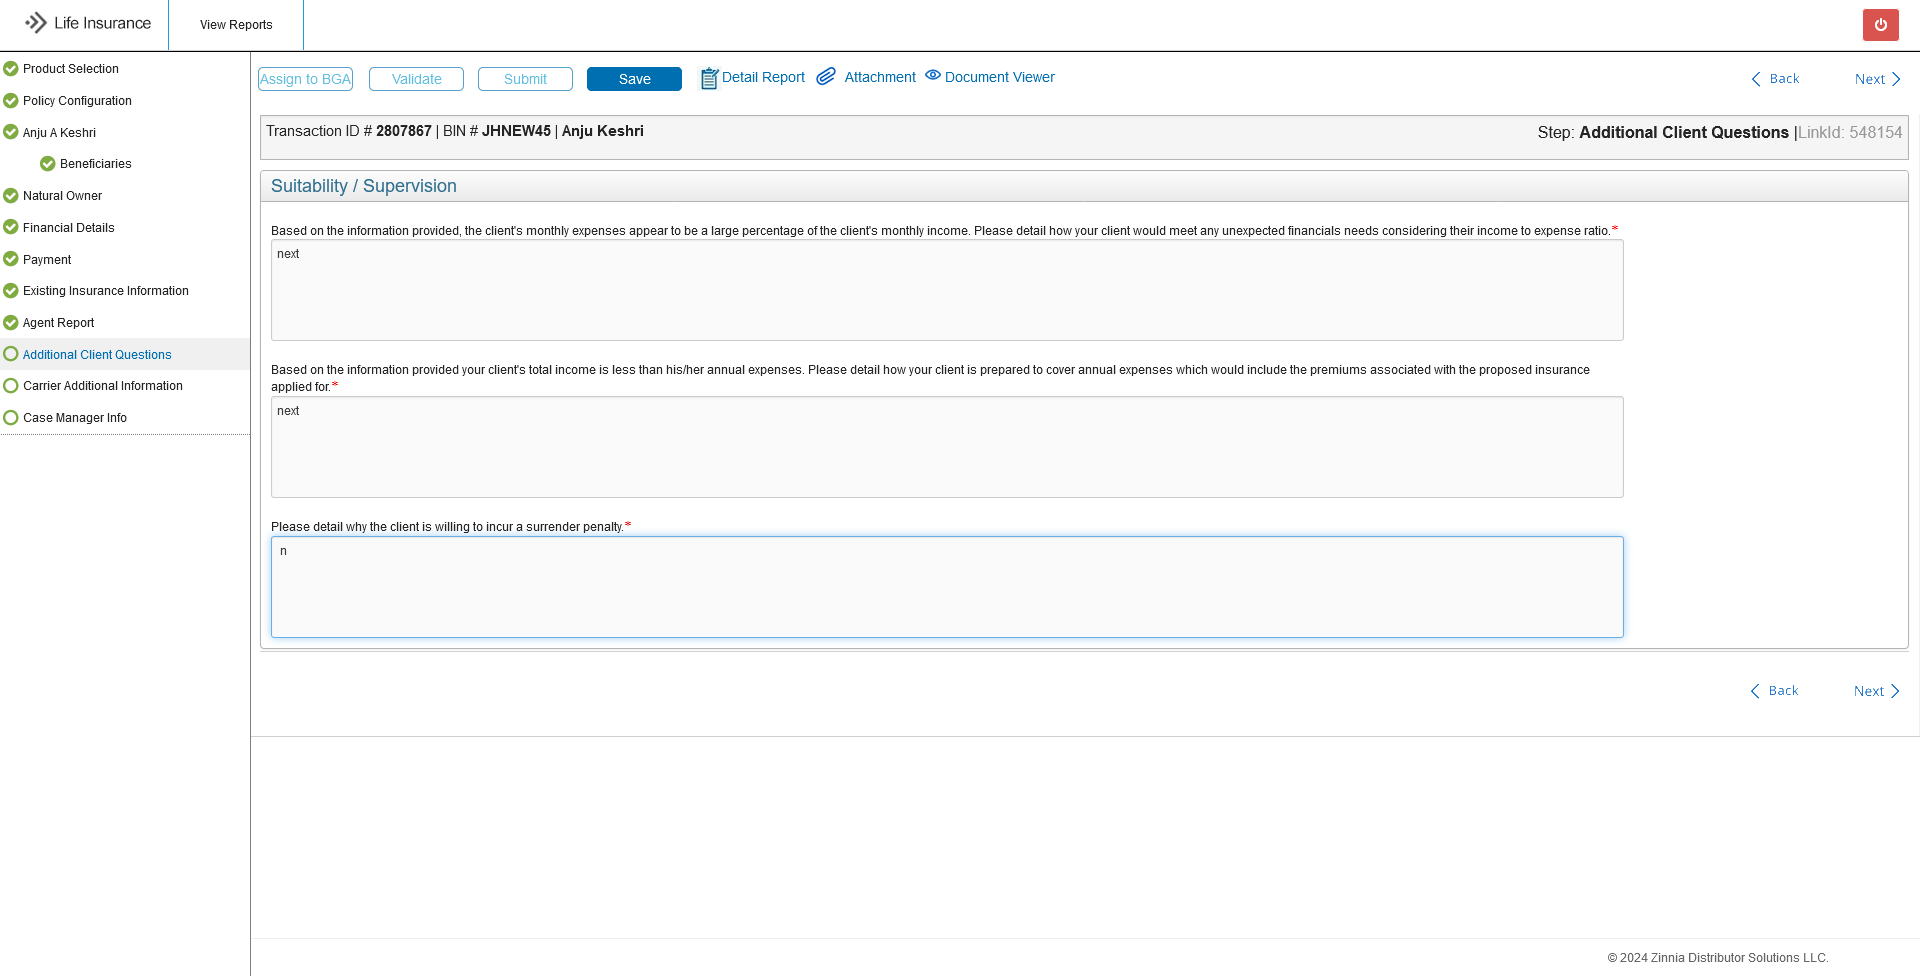 Life Insurance
View Reports
Product Selection
Policy Configuration
Anju A Keshri
Beneficiaries
Natural Owner
Financial Details
Payment
Existing Insurance Information
Agent Report
Additional Client Questions
Carrier Additional Information
Case Manager Info
Assign to BGA
Validate
Submit
Save
Detail Report
Attachment
Document Viewer
Back
Next
Transaction ID # 2807867 | BIN # JHNEW45 | Anju Keshri
Step: Additional Client Questions |LinkId: 548154
Suitability / Supervision
Based on the information provided, the client's monthly expenses appear to be a large percentage of the client's monthly income. Please detail how your client would meet any unexpected financials needs considering their income to expense ratio.*
next
Based on the information provided your client's total income is less than his/her annual expenses. Please detail how your client is prepared to cover annual expenses which would include the premiums associated with the proposed insurance
applied for.*
next
Please detail why the client is willing to incur a surrender penalty.*
n
Back
Next
© 2024 Zinnia Distributor Solutions LLC.